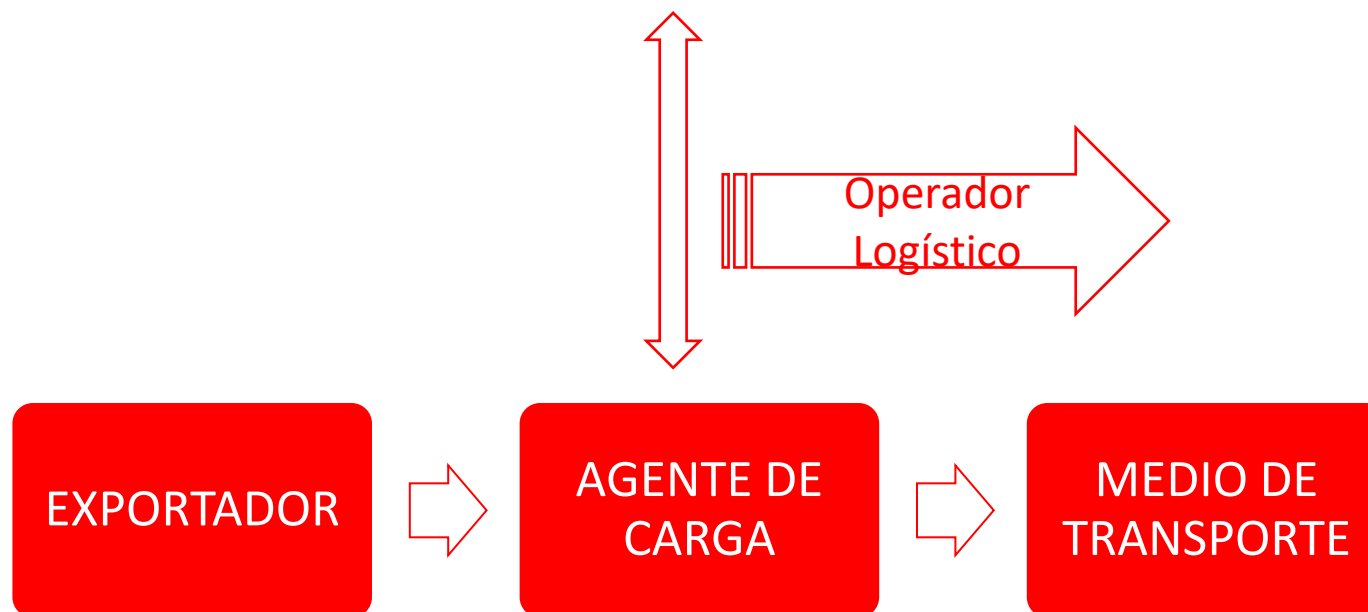 Operador
Logístico
EXPORTADOR
AGENTE DE
CARGA
MEDIO DE
TRANSPORTE